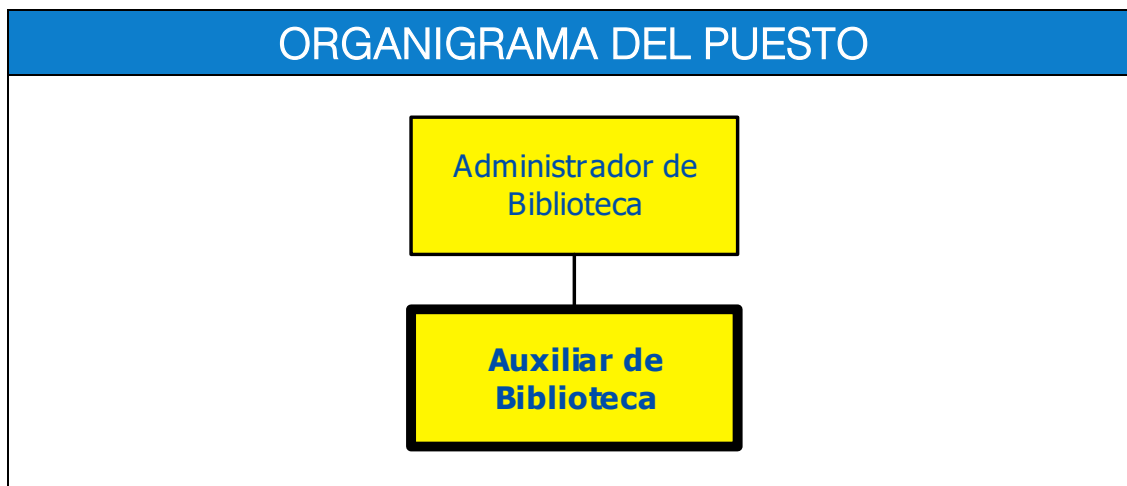 ORGANIGRAMA DEL PUESTO
Administrador de
Biblioteca
Auxiliar de
Biblioteca